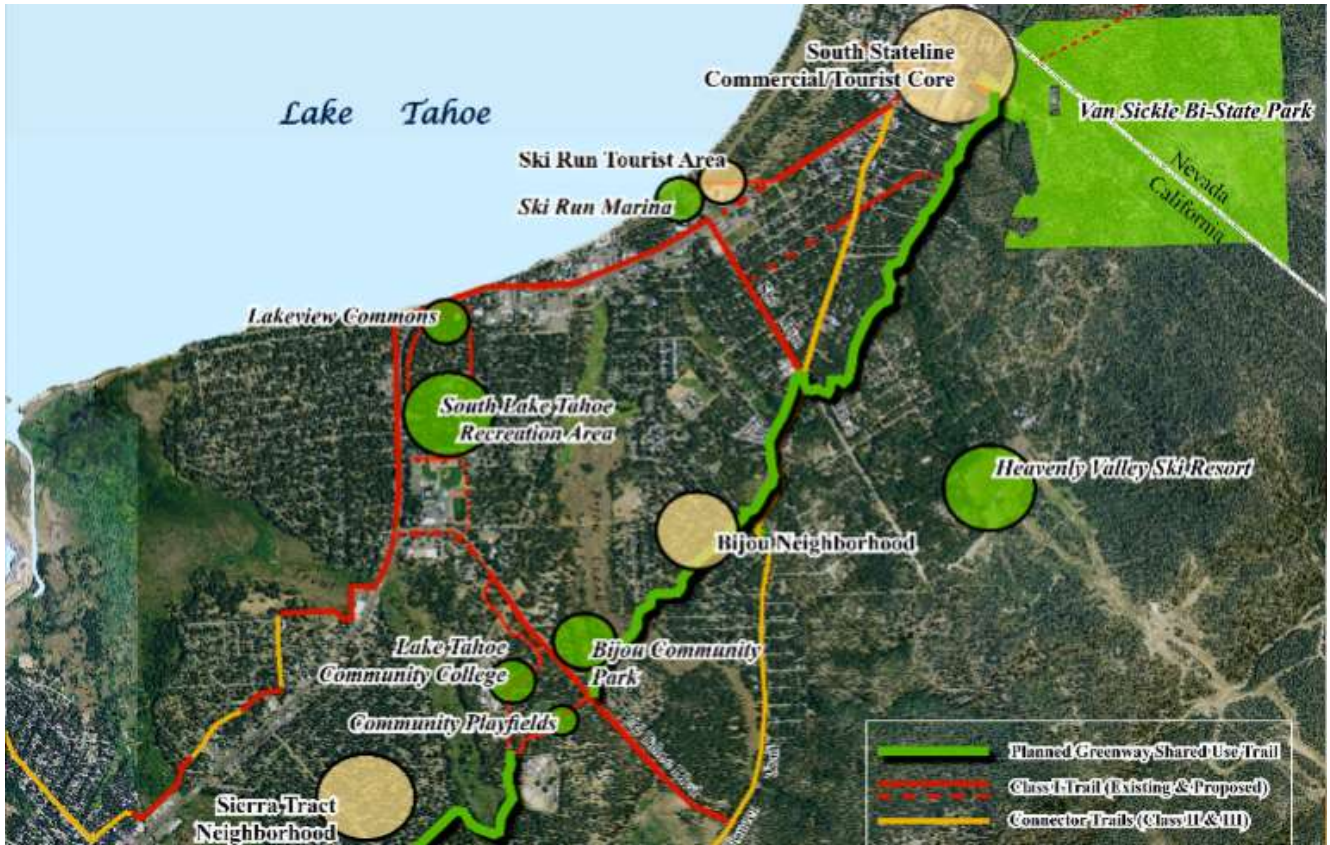 South Stateline
Commercial/Tourist Core
Lake Tahoe
Van Sickle Bi-State Park
Ski Run Tourist Area
Nevada
California
Ski Run Marina
Lakeview Commons
South Lake Tahoe
Recreation Area
Heavenly Valley Ski Resort
Bijou Neighborhood
Lake Tahoe
Community College
Bijou Community
Park
Community Playfields
Sierra Tract
Neighborhood
Planned Greenway Shared Use Trail
Class I Trail (Existing & Proposed)
Connector Trails (Class II & III)